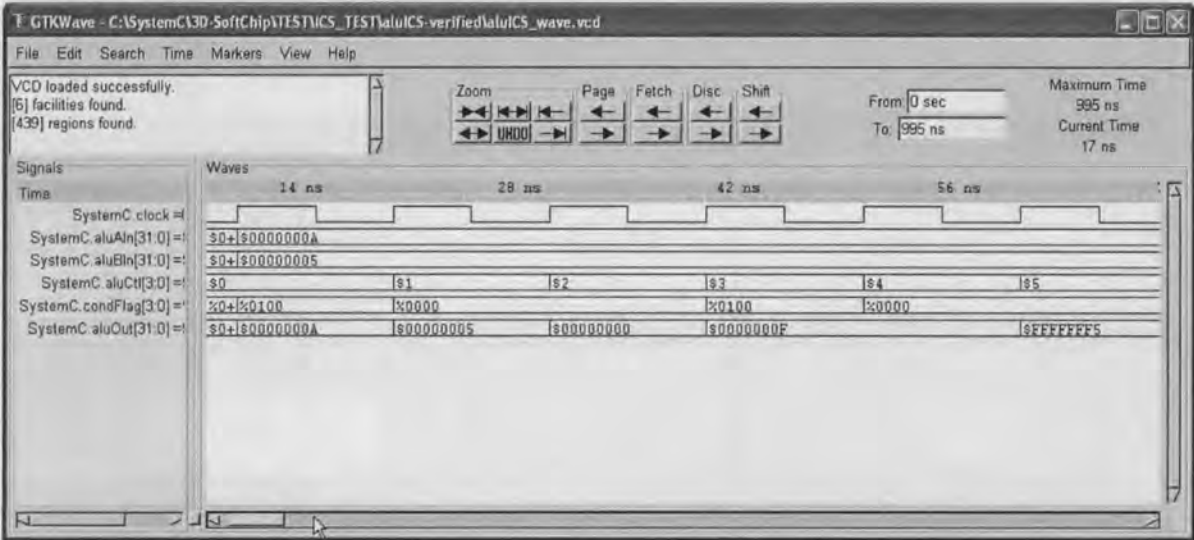 GTKWave - C:\SystemC\3D-SoftChip\TEST\ICS_TEST\aluICS-verified\aluICS_wave.vcd
File Edit Search Time Markers View Help
VCD loaded successfully.
[6] facilities found.
[439] regions found.
Zoom Page Fetch Disc Shift
UNDO
From: 0 sec
To: 995 ns
Maximum Time
995 ns
Current Time
17 ns
Signals
Waves
Time
14 ns 28 ns 42 ns 56 ns
SystemC.clock =
SystemC.aluAIn[31:0] = $0+ $0000000A
SystemC.aluBIn[31:0] = $0+ $00000005
SystemC.aluCtl[3:0] = $0 $1 $2 $3 $4 $5
SystemC.condFlag[3:0] = %0+ %0100 %0000 %0100 %0000
SystemC.aluOut[31:0] = $0+ $0000000A $00000005 $00000000 $0000000F $FFFFFFF5